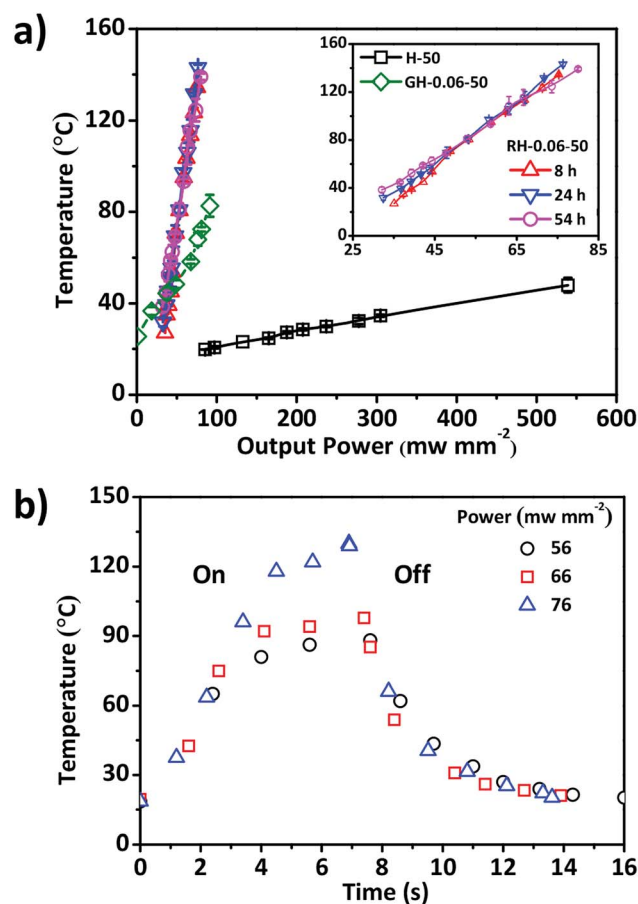 a)
160
120
80
40
0
Temperature (°C)
0 100 200 300 400 500 600
Output Power (mw mm⁻²)
H-50
GH-0.06-50
160
120
80
40
0
25 45 65 85
RH-0.06-50
8 h
24 h
54 h
b)
150
120
90
60
30
0
Temperature (°C)
On
Off
Power (mw mm⁻²)
56
66
76
0 2 4 6 8 10 12 14 16
Time (s)